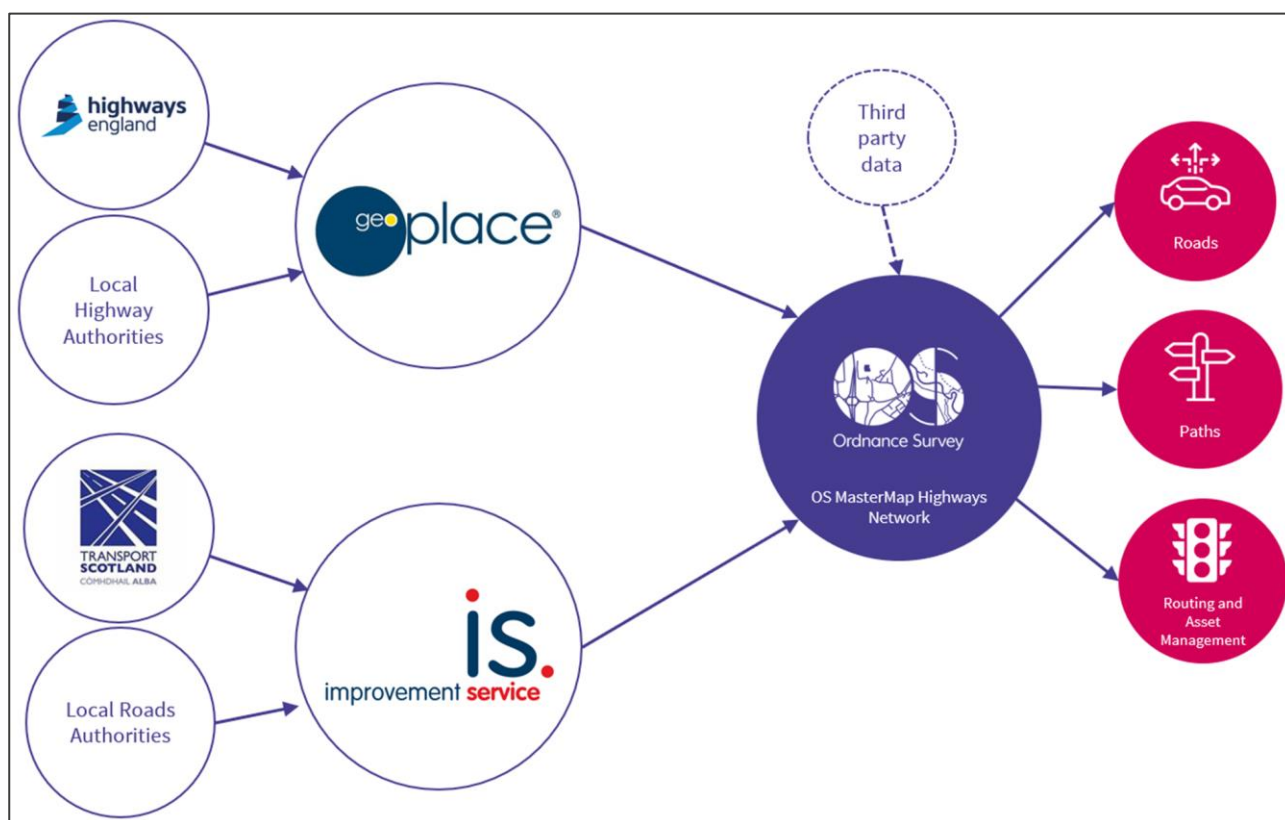 highways
england
Local
Highway
Authorities
geoplace®
TRANSPORT
SCOTLAND
CÒMHDHAIL ALBA
Local Roads
Authorities
is.
improvement service
Third
party
data
Ordnance Survey
OS MasterMap Highways
Network
Roads
Paths
Routing and
Asset
Management